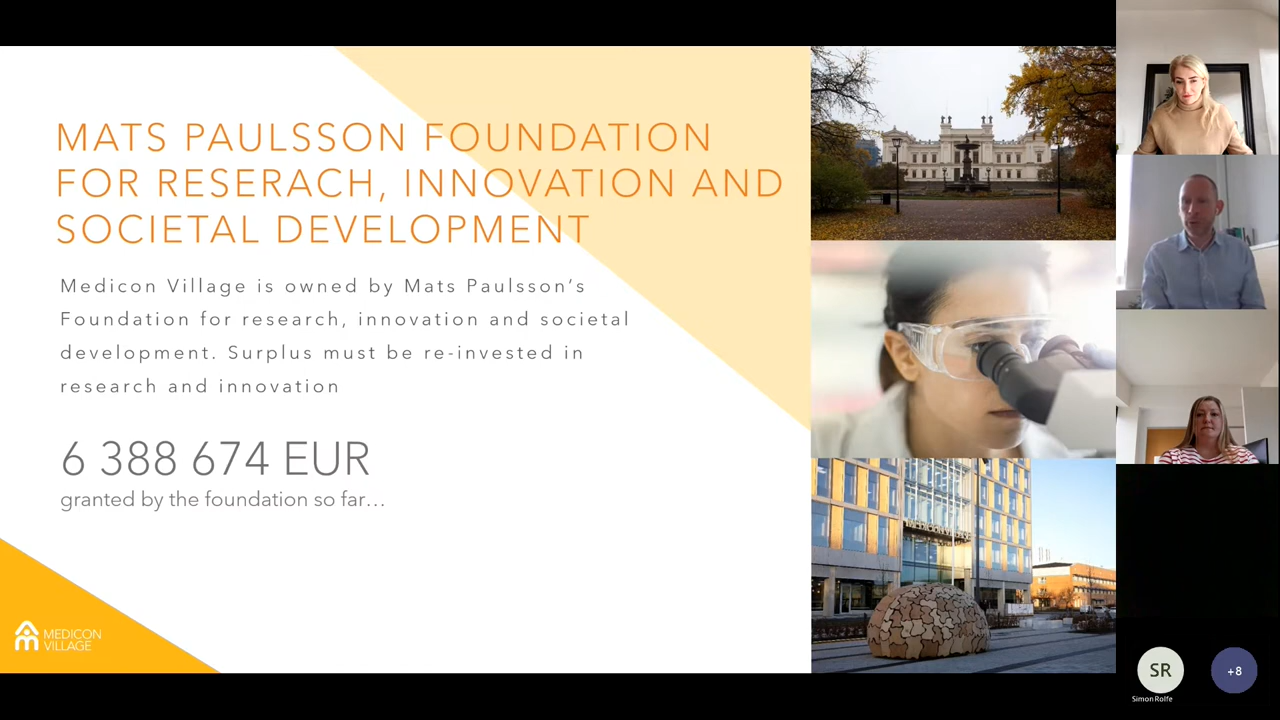 MATS PAULSSON FOUNDATION
FOR RESERACH, INNOVATION AND
SOCIETAL DEVELOPMENT
Medicon Village is owned by Mats Paulsson’s
Foundation for research, innovation and societal
development. Surplus must be re-invested in
research and innovation
6 388 674 EUR
granted by the foundation so far…
MEDICON
VILLAGE
MEDICON VILLAGE
SR
+8
Simon Rolfe